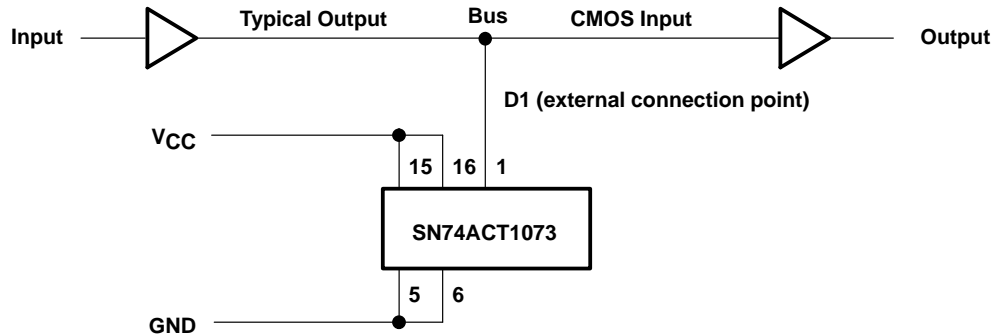 Typical Output
Bus
CMOS Input
Input
Output
D1 (external connection point)
VCC
15
16
1
SN74ACT1073
5
6
GND